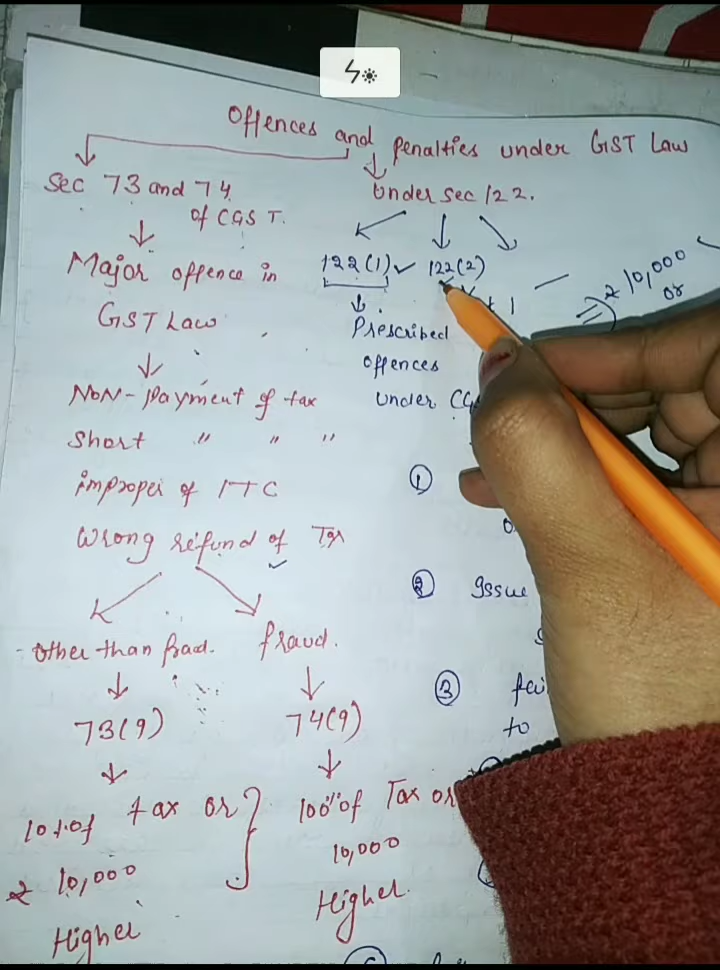 Offences and penalties under GST Law
Sec 73 and 74
of CGST.
Under sec 122.
Major offence in
GST Law
122(1) ✓ 122(2)
₹ 10,000
or
Prescribed
offences
under CGS
Non-payment of tax
Short " " "
improper of ITC
Wrong refund of Tax
①
② Issue
③ fai
to
other than fraud. fraud.
73(9) 74(9)
10% of tax or
₹ 10,000
Higher
100% of Tax or
10,000
Higher.